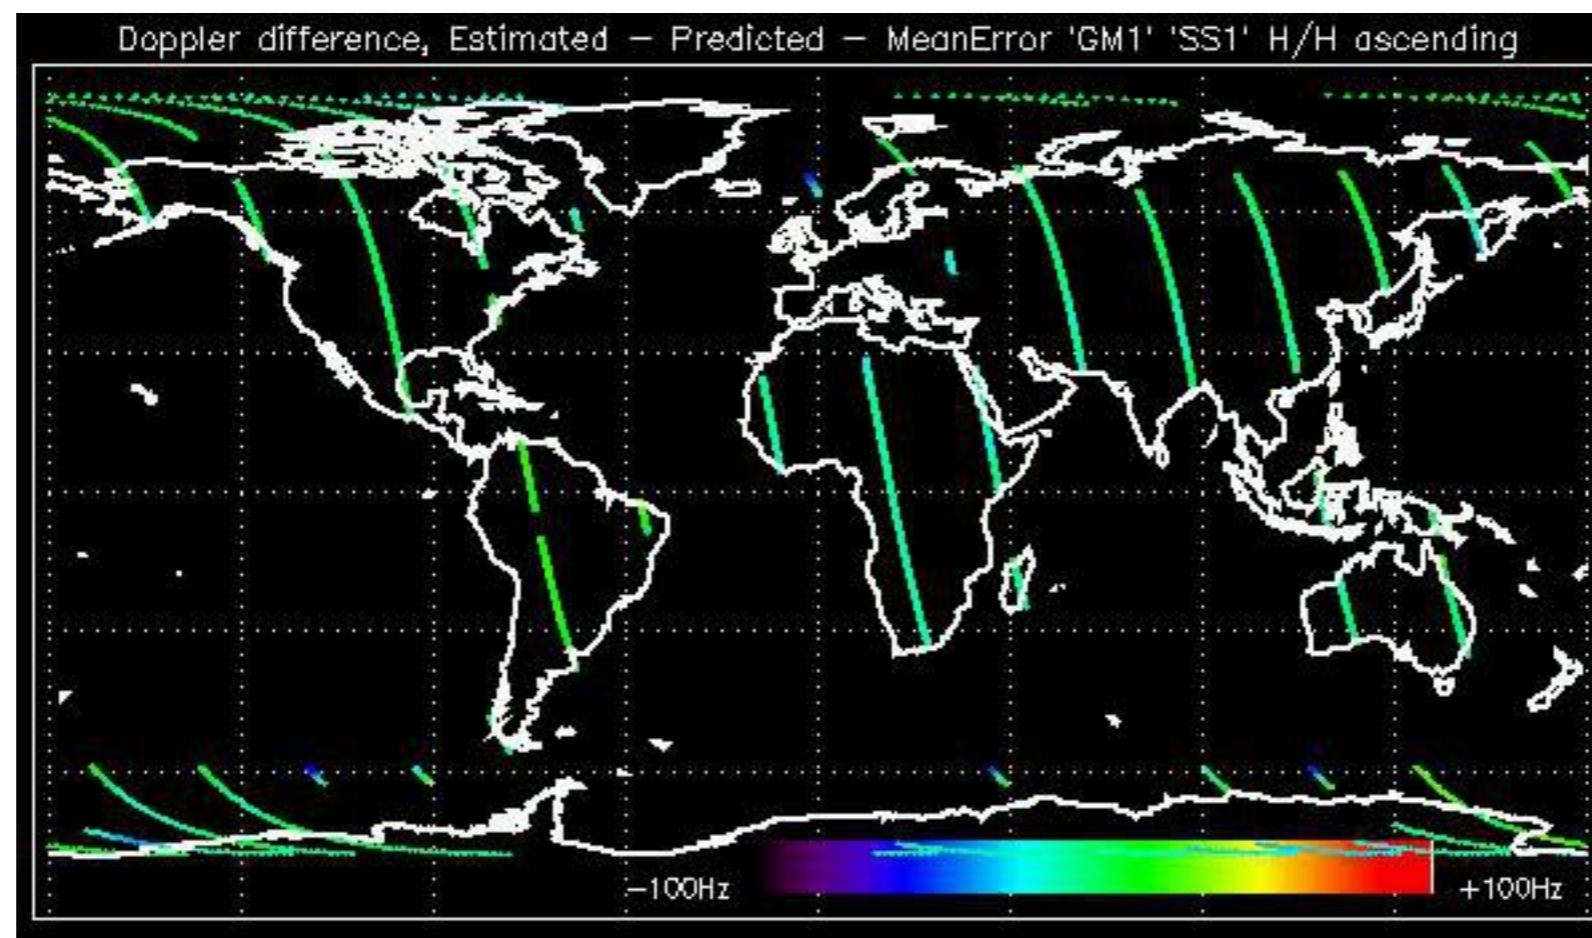 Doppler difference, Estimated – Predicted – MeanError 'GM1' 'SS1' H/H ascending
−100Hz
+100Hz